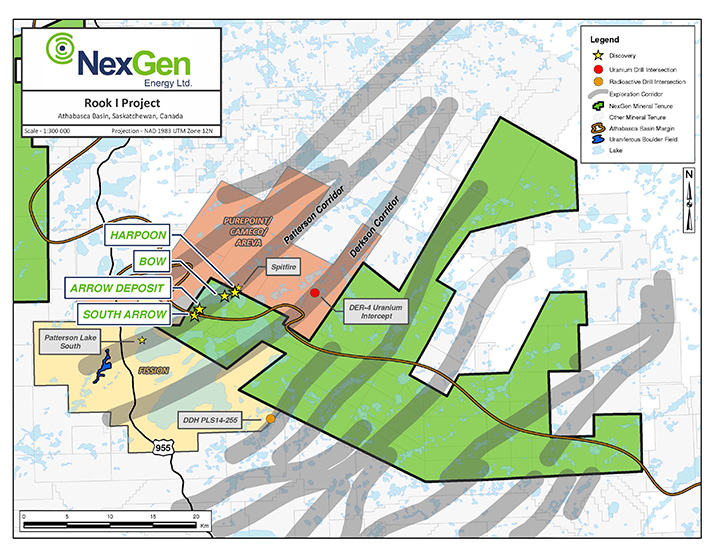 NexGen
Energy Ltd.
Rook I Project
Athabasca Basin, Saskatchewan, Canada
Scale - 1:300 000
Projection - NAD 1983 UTM Zone 12N
Legend
Discovery
Uranium Drill Intersection
Radioactive Drill Intersection
Exploration Corridor
NexGen Mineral Tenure
Other Mineral Tenure
Athabasca Basin Margin
Uraniferous Boulder Field
Lake
N
PUREPOINT/
CAMECO/
AREVA
Patterson Corridor
Derkson Corridor
HARPOON
BOW
ARROW DEPOSIT
SOUTH ARROW
Spitfire
DER-4 Uranium
Intercept
Patterson Lake
South
FISSION
DDH PLS14-255
955
0 5 10 15 20
Km